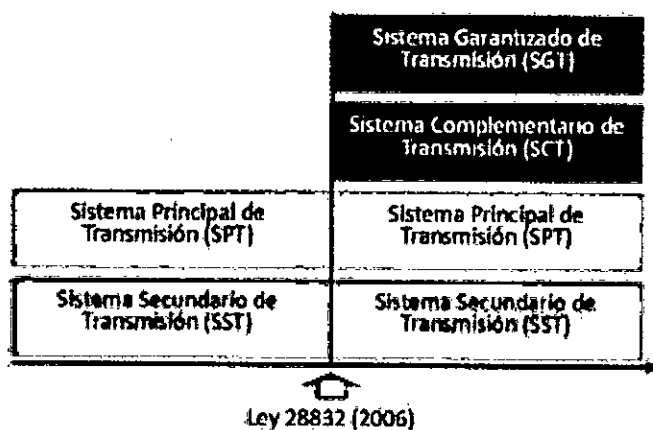 Sistema Garantizado de
Transmisión (SGT)
Sistema Complementario de
Transmisión (SCT)
Sistema Principal de
Transmisión (SPT)
Sistema Principal de
Transmisión (SPT)
Sistema Secundario de
Transmisión (SST)
Sistema Secundario de
Transmisión (SST)
Ley 28832 (2006)